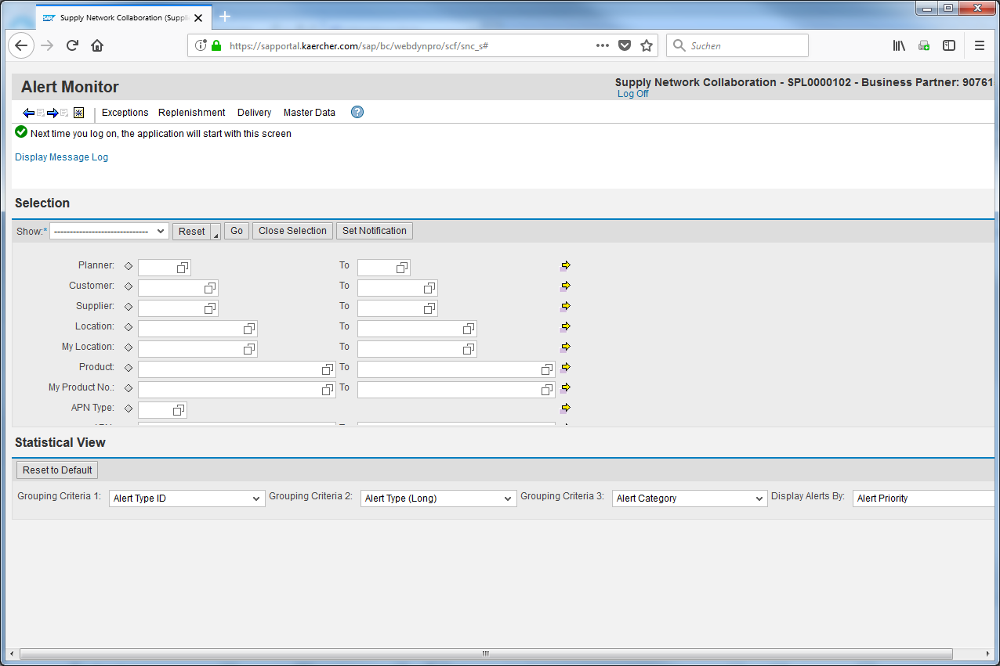 SAP Supply Network Collaboration (Suppl
https://sapportal.kaercher.com/sap/bc/webdynpro/scf/snc_s#
Suchen
Alert Monitor
Supply Network Collaboration - SPL0000102 - Business Partner: 90761
Log Off
Exceptions Replenishment Delivery Master Data ?
Next time you log on, the application will start with this screen
Display Message Log
Selection
Show:* ------------------------------ Reset Go Close Selection Set Notification
Planner: To
Customer: To
Supplier: To
Location: To
My Location: To
Product: To
My Product No.: To
APN Type:
Statistical View
Reset to Default
Grouping Criteria 1: Alert Type ID Grouping Criteria 2: Alert Type (Long) Grouping Criteria 3: Alert Category Display Alerts By: Alert Priority